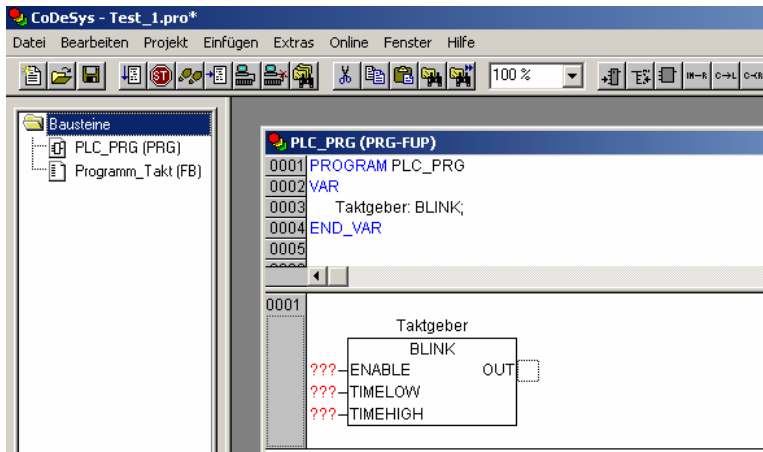 CoDeSys - Test_1.pro*
Datei Bearbeiten Projekt Einfügen Extras Online Fenster Hilfe
ST 100 % IN→R C→L
Bausteine
PLC_PRG (PRG)
Programm_Takt (FB)
PLC_PRG (PRG-FUP)
0001 PROGRAM PLC_PRG
0002 VAR
0003 Taktgeber: BLINK;
0004 END_VAR
0005
0001
Taktgeber
BLINK
???–ENABLE OUT
???–TIMELOW
???–TIMEHIGH